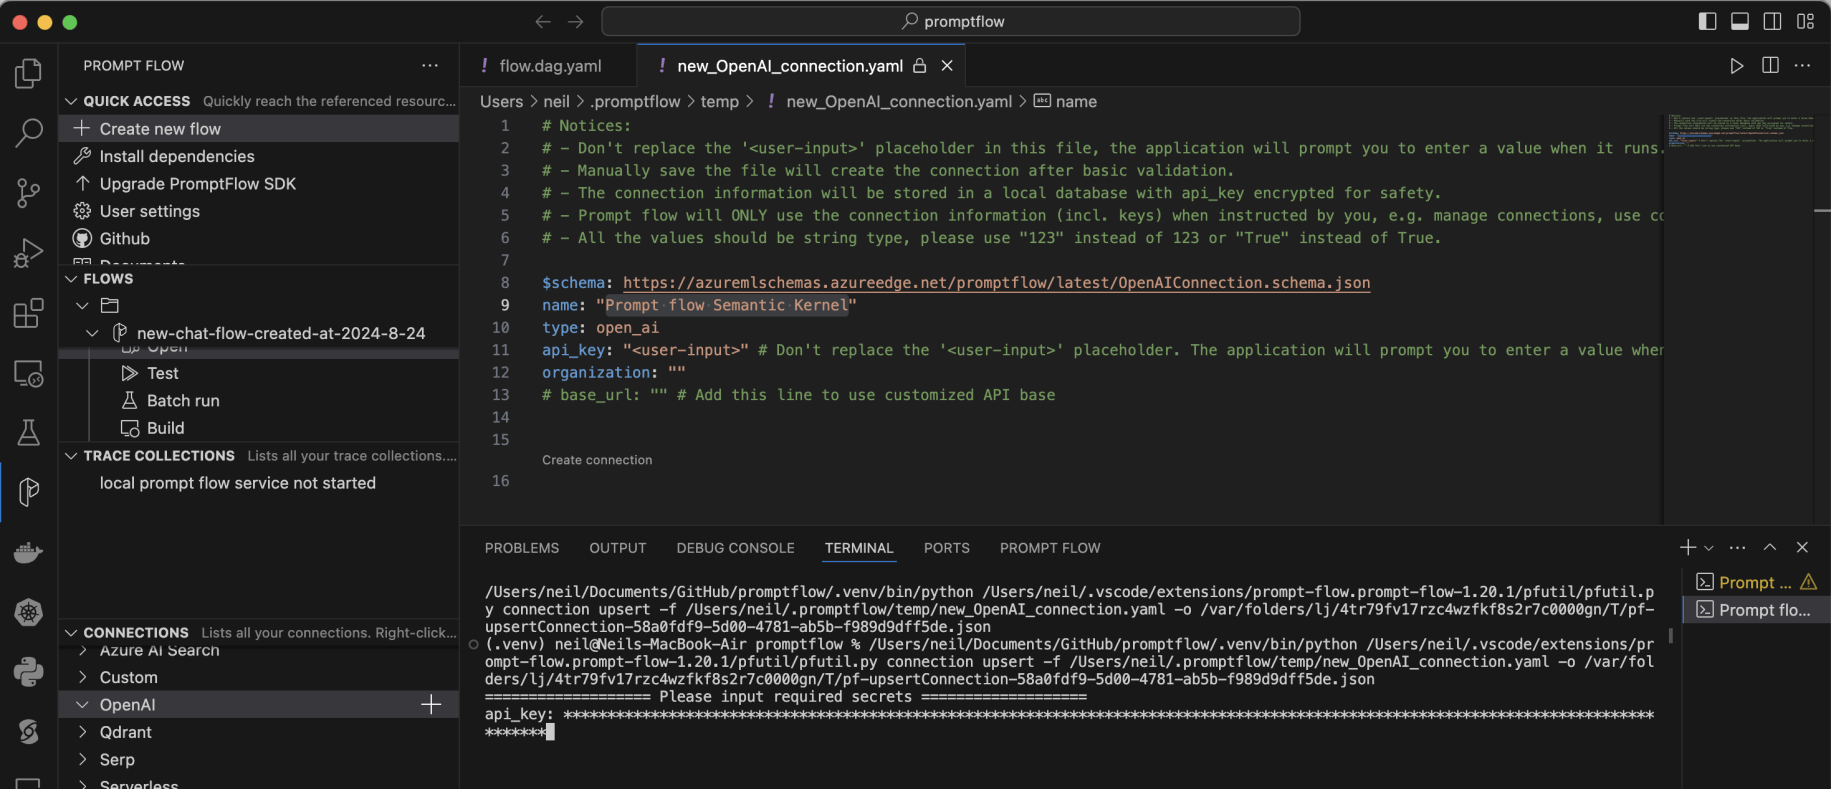 promptflow
PROMPT FLOW
QUICK ACCESS Quickly reach the referenced resourc...
Create new flow
Install dependencies
Upgrade PromptFlow SDK
User settings
Github
Documents
FLOWS
new-chat-flow-created-at-2024-8-24
Open
Test
Batch run
Build
TRACE COLLECTIONS Lists all your trace collections....
local prompt flow service not started
CONNECTIONS Lists all your connections. Right-click...
Azure AI Search
Custom
OpenAI
Qdrant
Serp
Serverless
! flow.dag.yaml
! new_OpenAI_connection.yaml
Users > neil > .promptflow > temp > ! new_OpenAI_connection.yaml > abc name
1 # Notices:
2 # - Don't replace the '<user-input>' placeholder in this file, the application will prompt you to enter a value when it runs.
3 # - Manually save the file will create the connection after basic validation.
4 # - The connection information will be stored in a local database with api_key encrypted for safety.
5 # - Prompt flow will ONLY use the connection information (incl. keys) when instructed by you, e.g. manage connections, use co
6 # - All the values should be string type, please use "123" instead of 123 or "True" instead of True.
7
8 $schema: https://azuremlschemas.azureedge.net/promptflow/latest/OpenAIConnection.schema.json
9 name: "Prompt flow Semantic Kernel"
10 type: open_ai
11 api_key: "<user-input>" # Don't replace the '<user-input>' placeholder. The application will prompt you to enter a value when
12 organization: ""
13 # base_url: "" # Add this line to use customized API base
14
15
Create connection
16
PROBLEMS OUTPUT DEBUG CONSOLE TERMINAL PORTS PROMPT FLOW
/Users/neil/Documents/GitHub/promptflow/.venv/bin/python /Users/neil/.vscode/extensions/prompt-flow.prompt-flow-1.20.1/pfutil/pfutil.p
y connection upsert -f /Users/neil/.promptflow/temp/new_OpenAI_connection.yaml -o /var/folders/lj/4tr79fv17rzc4wzfkf8s2r7c0000gn/T/pf-
upsertConnection-58a0fdf9-5d00-4781-ab5b-f989d9dff5de.json
(.venv) neil@Neils-MacBook-Air promptflow % /Users/neil/Documents/GitHub/promptflow/.venv/bin/python /Users/neil/.vscode/extensions/pr
ompt-flow.prompt-flow-1.20.1/pfutil/pfutil.py connection upsert -f /Users/neil/.promptflow/temp/new_OpenAI_connection.yaml -o /var/fol
ders/lj/4tr79fv17rzc4wzfkf8s2r7c0000gn/T/pf-upsertConnection-58a0fdf9-5d00-4781-ab5b-f989d9dff5de.json
=================== Please input required secrets ===================
api_key: ****************************************************************************************************************************
*******
Prompt ...
Prompt flo...